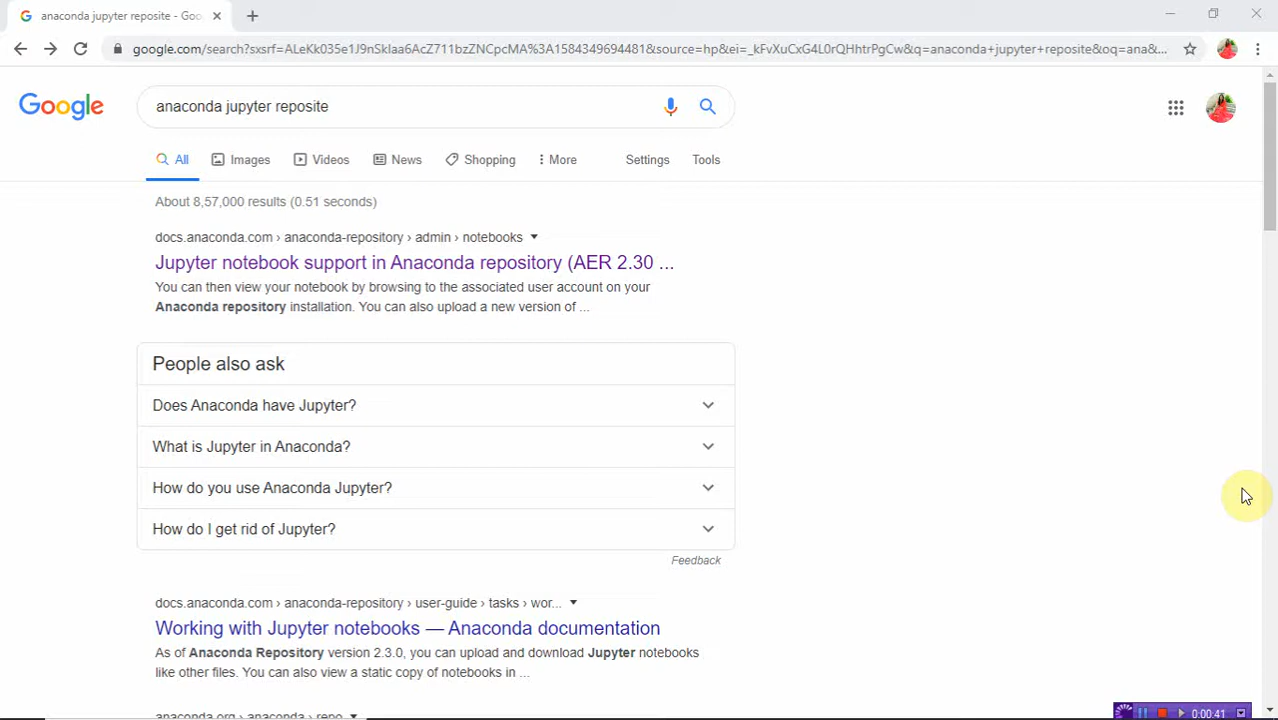 anaconda jupyter reposite - Goo
google.com/search?sxsrf=ALeKk035e1J9nSkIaa6AcZ711bzZNCpcMA%3A1584349694481&source=hp&ei=_kFvXuCxG4L0rQHhtrPgCw&q=anaconda+jupyter+reposite&oq=ana&...
Google
anaconda jupyter reposite
All Images Videos News Shopping More Settings Tools
About 8,57,000 results (0.51 seconds)
docs.anaconda.com › anaconda-repository › admin › notebooks
Jupyter notebook support in Anaconda repository (AER 2.30 ...
You can then view your notebook by browsing to the associated user account on your
Anaconda repository installation. You can also upload a new version of ...
People also ask
Does Anaconda have Jupyter?
What is Jupyter in Anaconda?
How do you use Anaconda Jupyter?
How do I get rid of Jupyter?
Feedback
docs.anaconda.com › anaconda-repository › user-guide › tasks › wor...
Working with Jupyter notebooks — Anaconda documentation
As of Anaconda Repository version 2.3.0, you can upload and download Jupyter notebooks
like other files. You can also view a static copy of notebooks in ...
anaconda.org › anaconda › repo
0:00:41